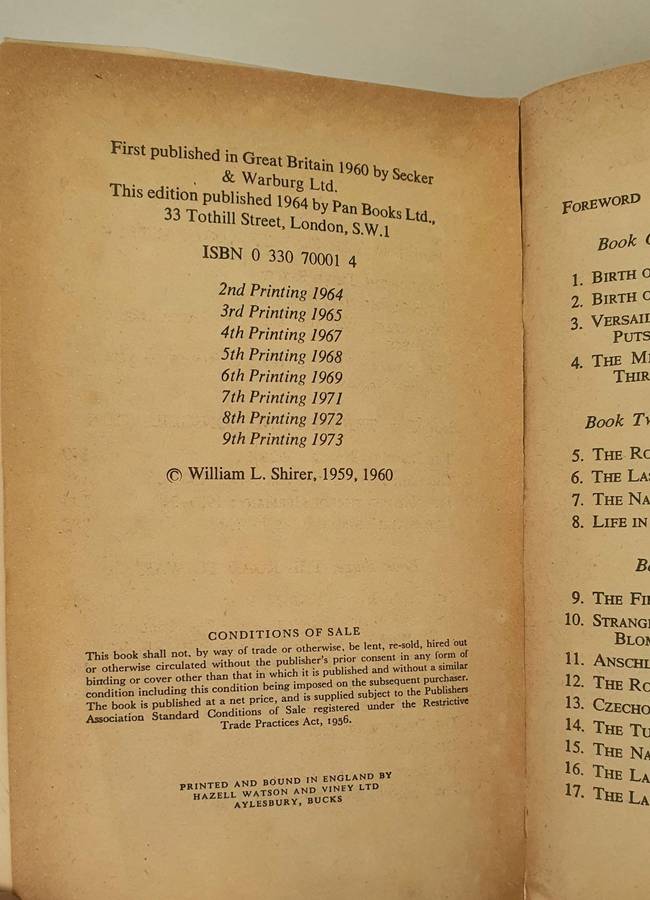 First published in Great Britain 1960 by Secker
& Warburg Ltd.
This edition published 1964 by Pan Books Ltd.,
33 Tothill Street, London, S.W.1
ISBN 0 330 70001 4
2nd Printing 1964
3rd Printing 1965
4th Printing 1967
5th Printing 1968
6th Printing 1969
7th Printing 1971
8th Printing 1972
9th Printing 1973
© William L. Shirer, 1959, 1960
CONDITIONS OF SALE
This book shall not, by way of trade or otherwise, be lent, re-sold, hired out
or otherwise circulated without the publisher's prior consent in any form of
binding or cover other than that in which it is published and without a similar
condition including this condition being imposed on the subsequent purchaser.
The book is published at a net price, and is supplied subject to the Publishers
Association Standard Conditions of Sale registered under the Restrictive
Trade Practices Act, 1956.
PRINTED AND BOUND IN ENGLAND BY
HAZELL WATSON AND VINEY LTD
AYLESBURY, BUCKS
FOREWORD
Book
1. BIRTH
2. BIRTH
3. VERSAIL
PUTS
4. THE
THIR
Book Tw
5. THE RO
6. THE LA
7. THE NA
8. LIFE IN
9. THE FI
10. STRANG
BLOM
11. ANSCHL
12. THE RO
13. CZECHO
14. THE TU
15. THE NA
16. THE LA
17. THE LA